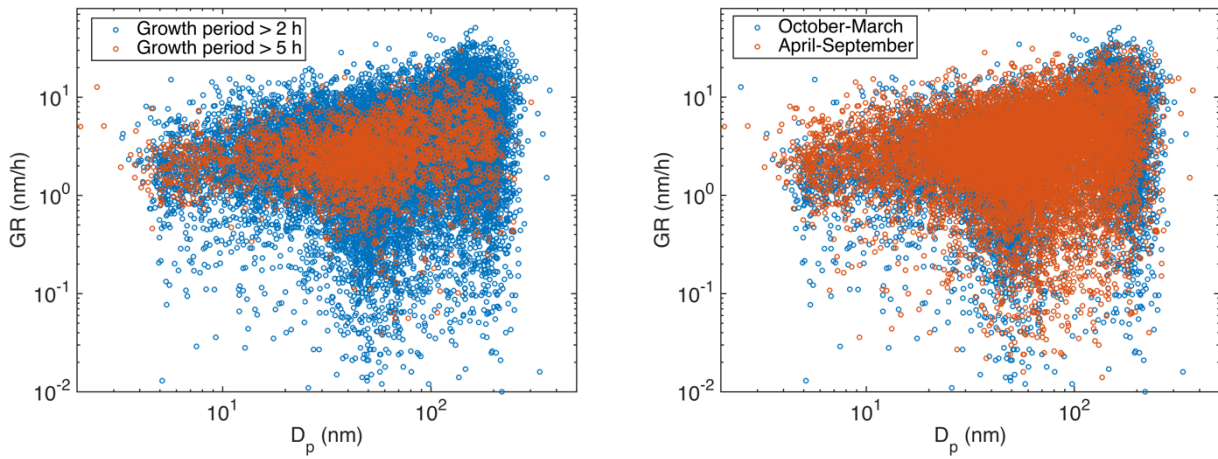 Growth period > 2 h
Growth period > 5 h
10^1
10^0
10^-1
10^-2
GR (nm/h)
10^1 10^2
D_p (nm)
October-March
April-September
10^1
10^0
10^-1
10^-2
GR (nm/h)
10^1 10^2
D_p (nm)